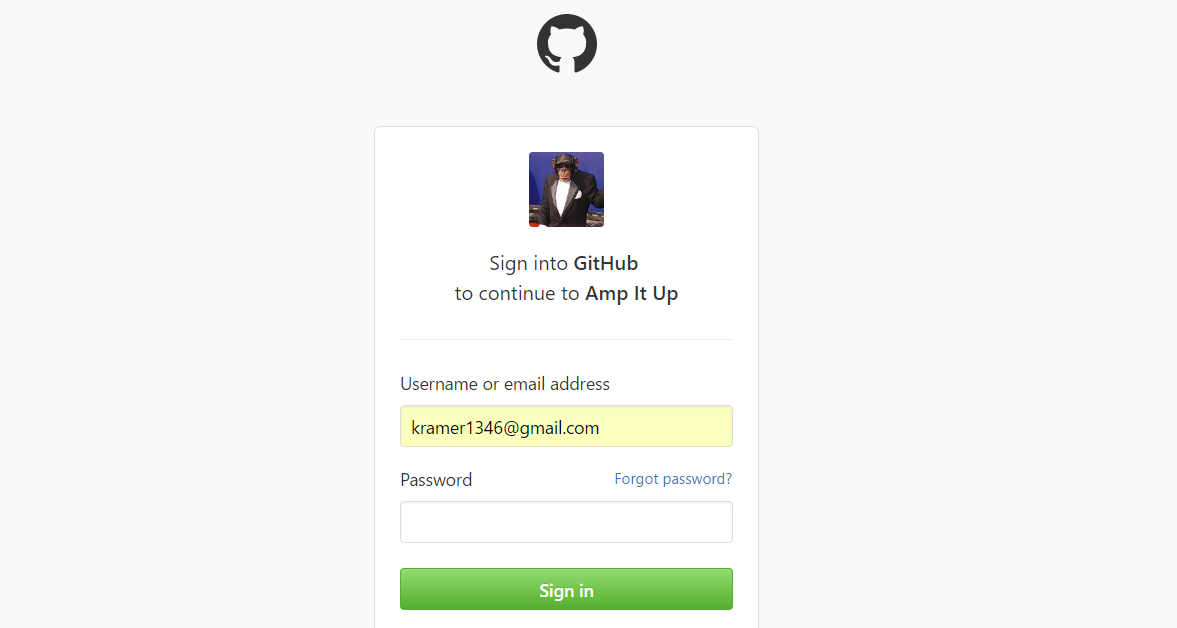 Sign into GitHub
to continue to Amp It Up
Username or email address
kramer1346@gmail.com
Password Forgot password?
Sign in